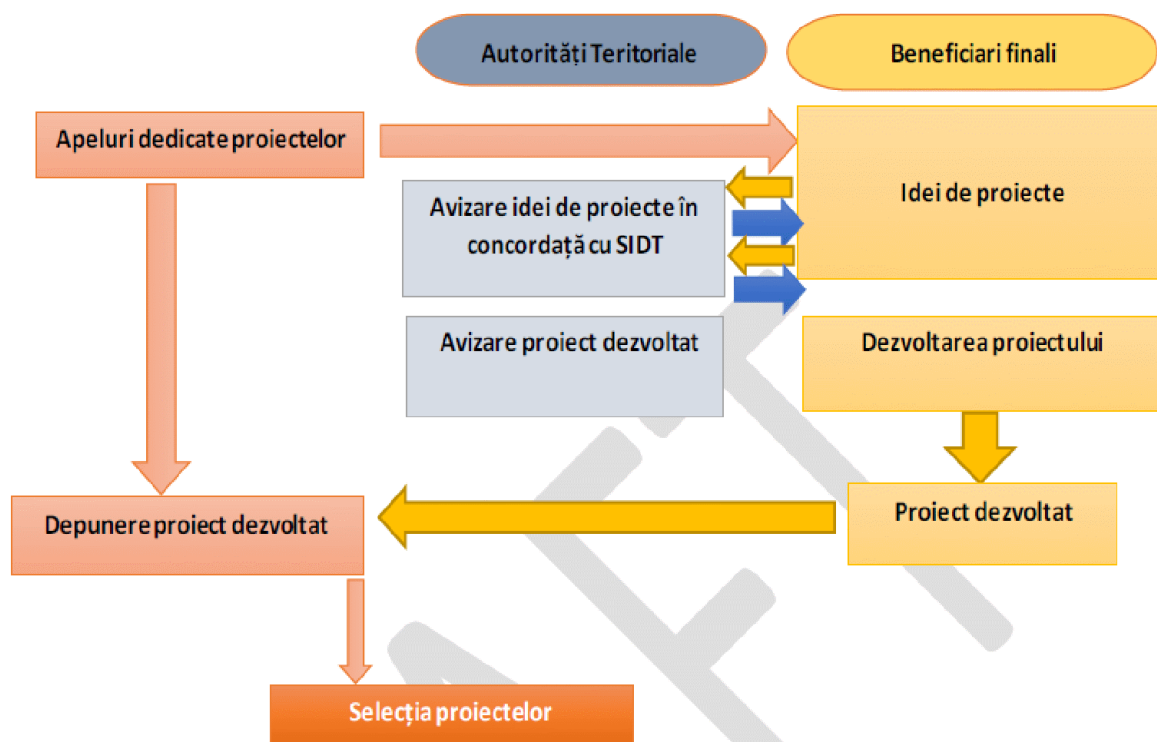 Autorități Teritoriale
Beneficiari finali
Apeluri dedicate proiectelor
Idei de proiecte
Avizare idei de proiecte în
concordață cu SIDT
Avizare proiect dezvoltat
Dezvoltarea proiectului
Depunere proiect dezvoltat
Proiect dezvoltat
Selecția proiectelor